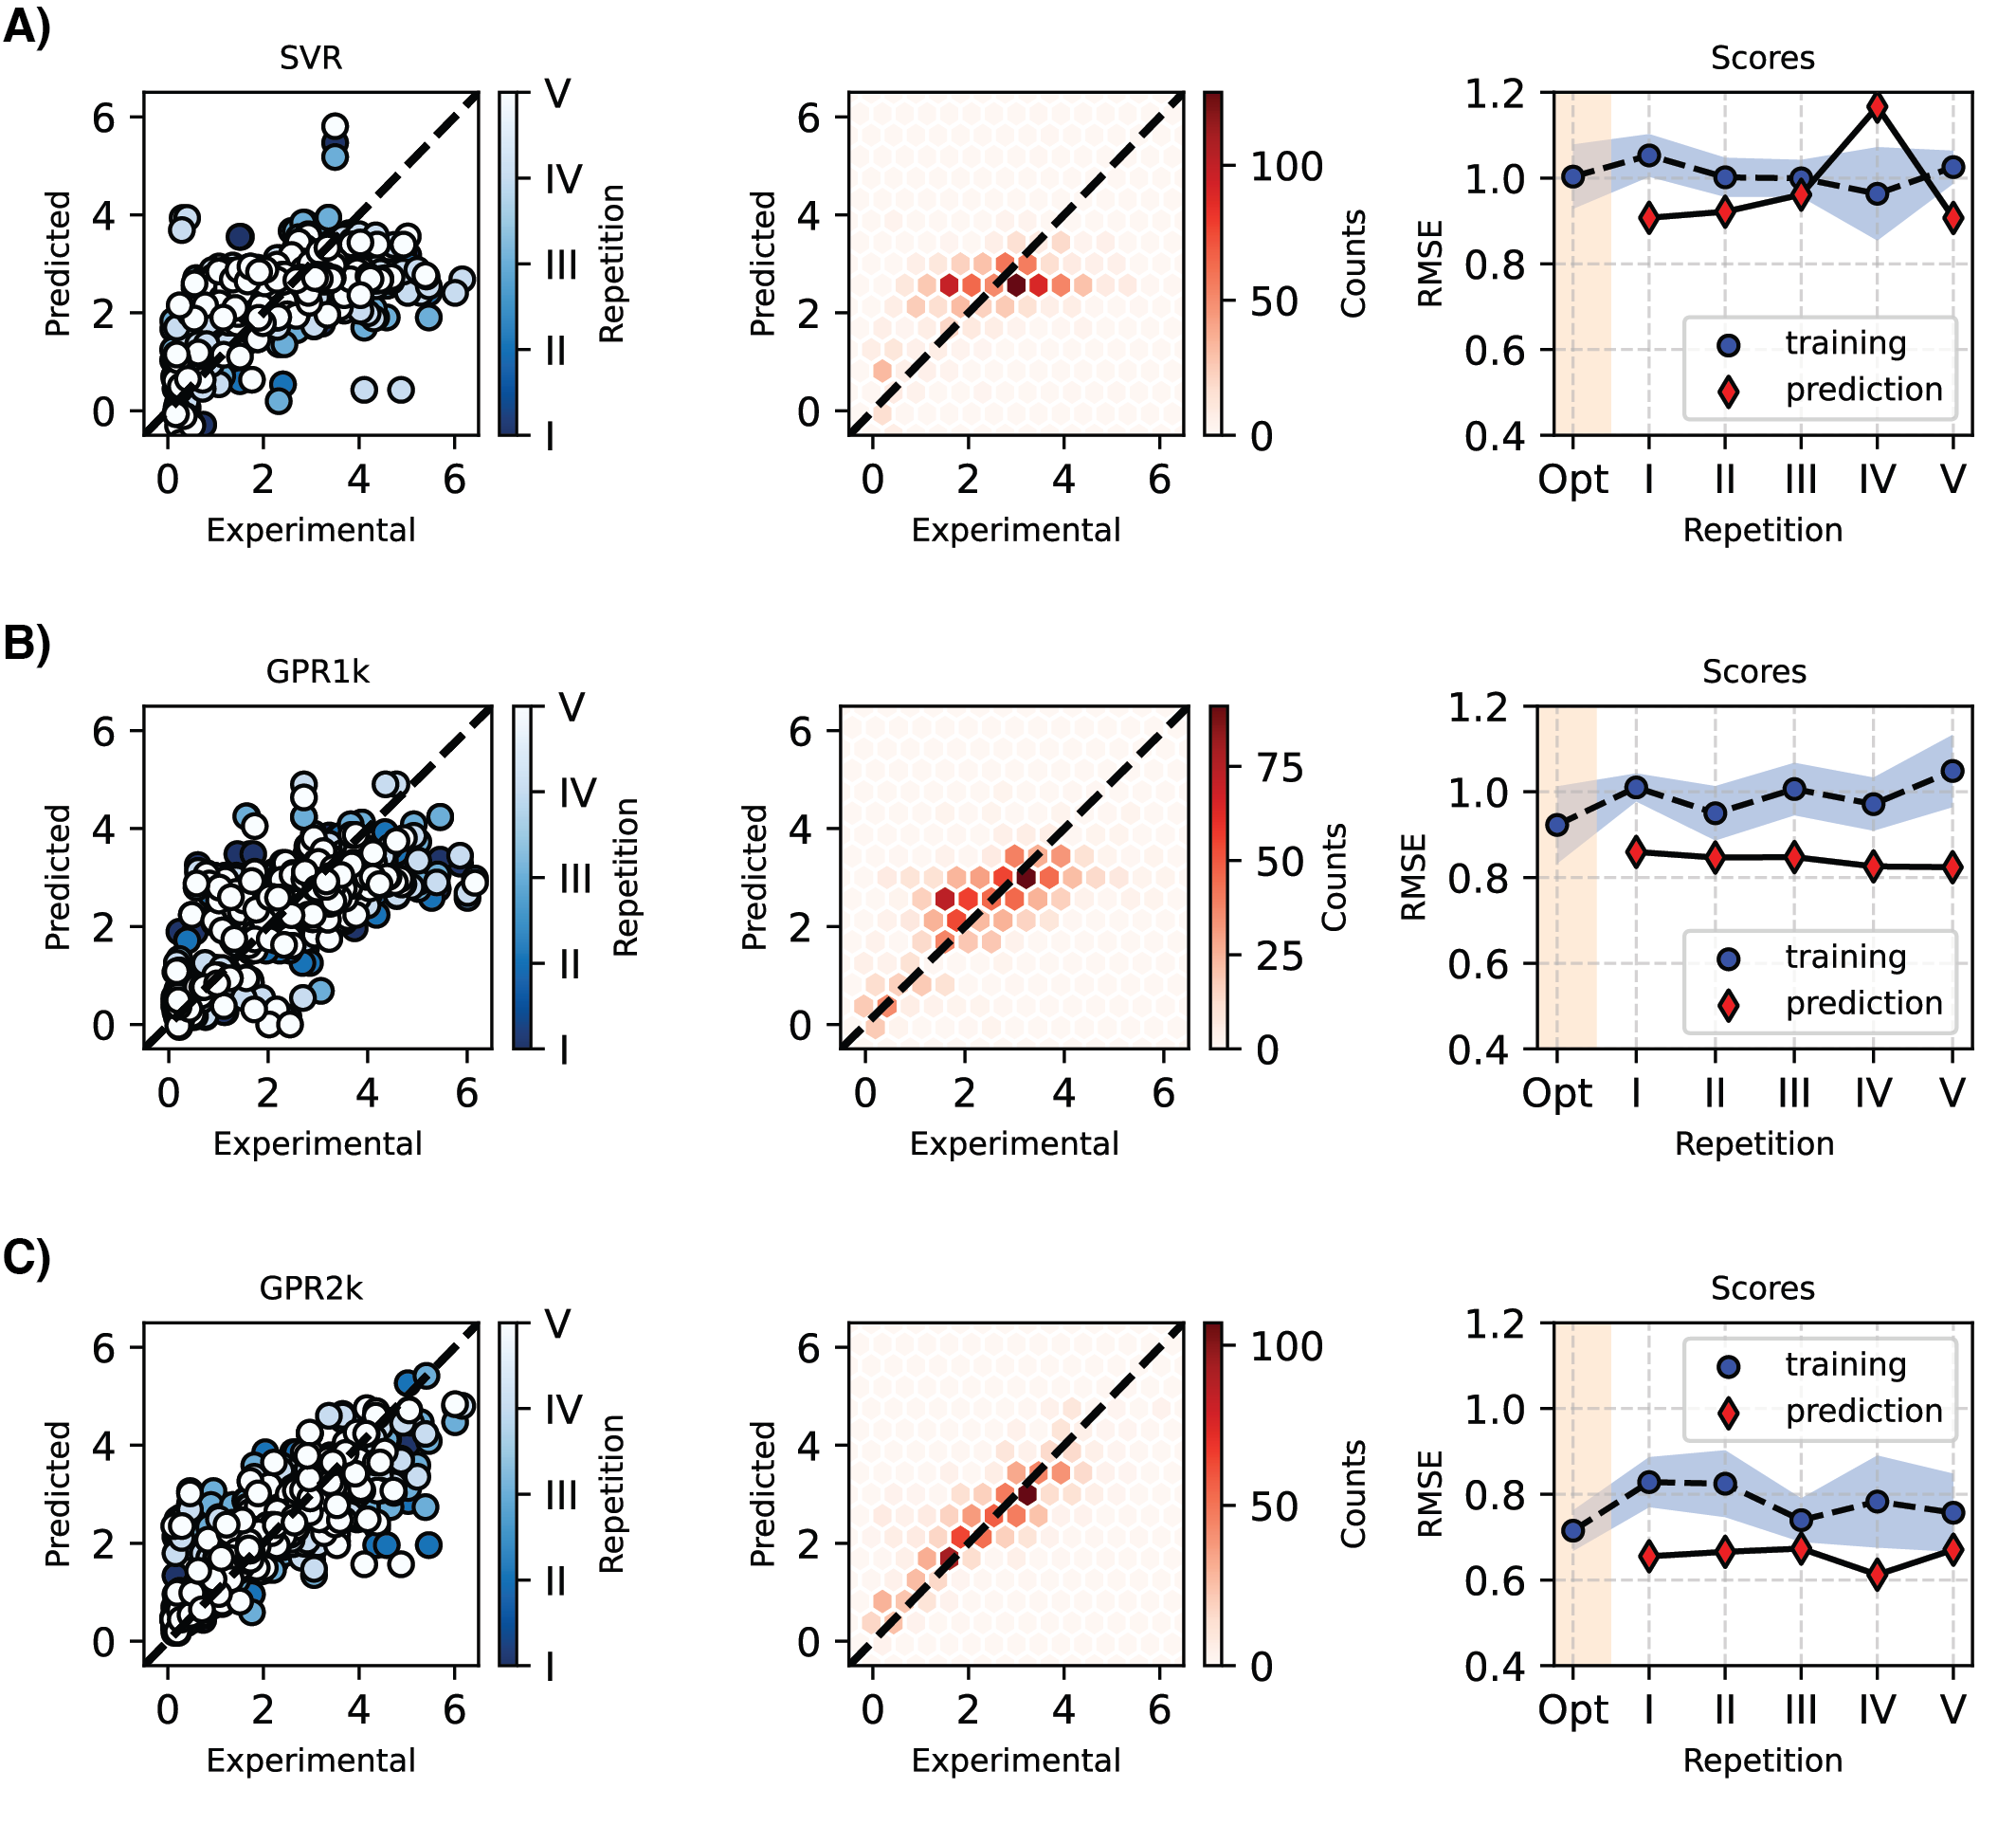 A)
SVR
Predicted
6
4
2
0
0 2 4 6
Experimental
V
IV
III
II
I
Repetition
Predicted
6
4
2
0
0 2 4 6
Experimental
100
50
0
Counts
Scores
RMSE
1.2
1.0
0.8
0.6
0.4
training
prediction
Opt I II III IV V
Repetition
B)
GPR1k
Predicted
6
4
2
0
0 2 4 6
Experimental
V
IV
III
II
I
Repetition
Predicted
6
4
2
0
0 2 4 6
Experimental
75
50
25
0
Counts
Scores
RMSE
1.2
1.0
0.8
0.6
0.4
training
prediction
Opt I II III IV V
Repetition
C)
GPR2k
Predicted
6
4
2
0
0 2 4 6
Experimental
V
IV
III
II
I
Repetition
Predicted
6
4
2
0
0 2 4 6
Experimental
100
50
0
Counts
Scores
RMSE
1.2
1.0
0.8
0.6
0.4
training
prediction
Opt I II III IV V
Repetition